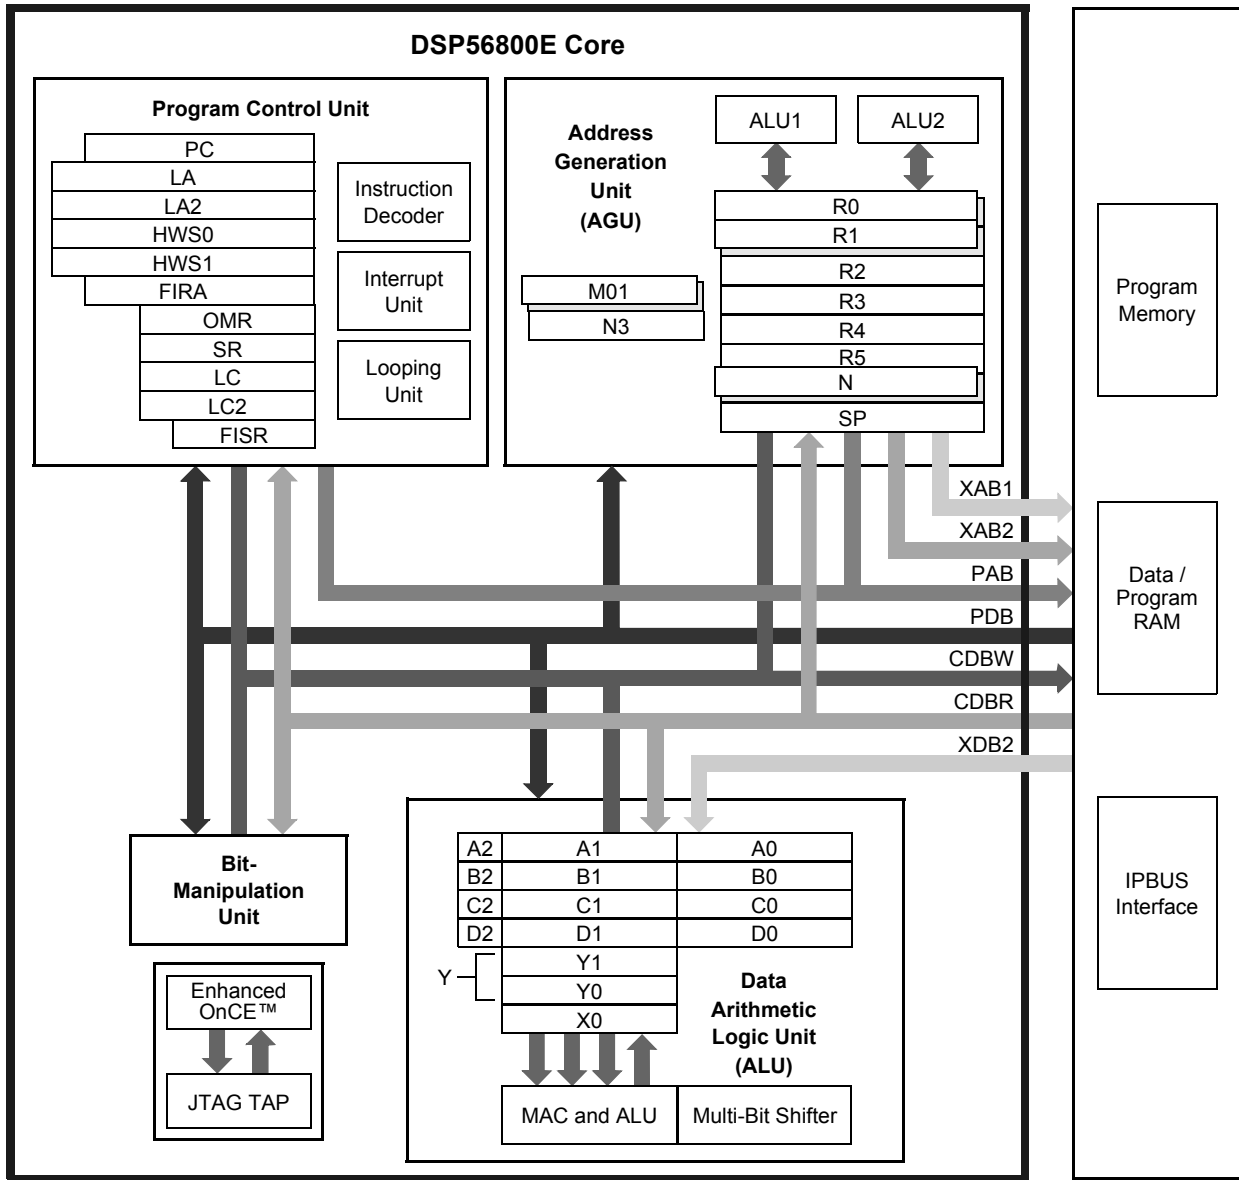 DSP56800E Core
Program Control Unit
PC
LA
LA2
HWS0
HWS1
FIRA
OMR
SR
LC
LC2
FISR
Instruction
Decoder
Interrupt
Unit
Looping
Unit
Address
Generation
Unit
(AGU)
ALU1
ALU2
R0
R1
R2
R3
R4
R5
N
SP
M01
N3
XAB1
XAB2
PAB
PDB
CDBW
CDBR
XDB2
Program
Memory
Data /
Program
RAM
IPBUS
Interface
Bit-
Manipulation
Unit
Enhanced
OnCE™
JTAG TAP
A2 A1 A0
B2 B1 B0
C2 C1 C0
D2 D1 D0
Y
Y1
Y0
X0
Data
Arithmetic
Logic Unit
(ALU)
MAC and ALU
Multi-Bit Shifter